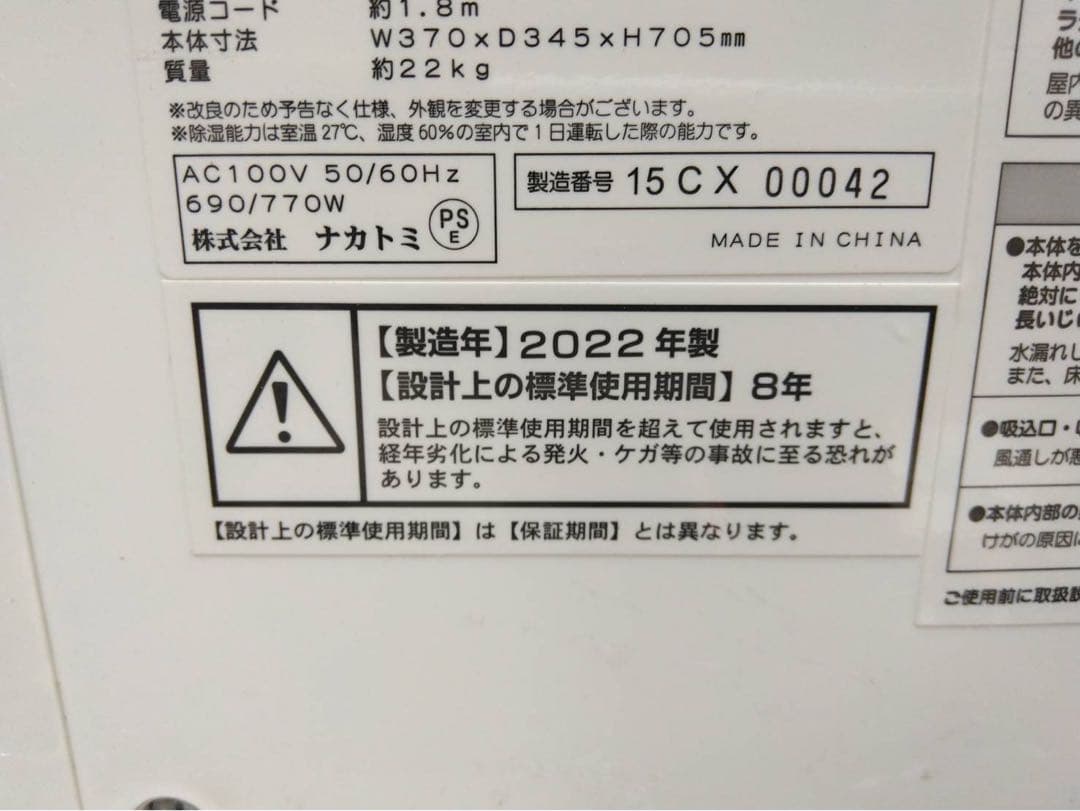 電源コード 約1.8m
本体寸法 W370xD345xH705mm
質量 約22kg
※改良のため予告なく仕様、外観を変更する場合がございます。
※除湿能力は室温27℃、湿度60%の室内で1日運転した際の能力です。
AC100V 50/60Hz
690/770W
株式会社 ナカトミ
PS
E
製造番号 15CX 00042
MADE IN CHINA
【製造年】2022年製
【設計上の標準使用期間】8年
設計上の標準使用期間を超えて使用されますと、
経年劣化による発火・ケガ等の事故に至る恐れが
あります。
【設計上の標準使用期間】は【保証期間】とは異なります。
他の
屋内
の異
●本体を
本体内
絶対に
長いじ
水漏れし
また、床
●吸込口・
風通しが悪
●本体内部の
けがの原因に
ご使用前に取扱説